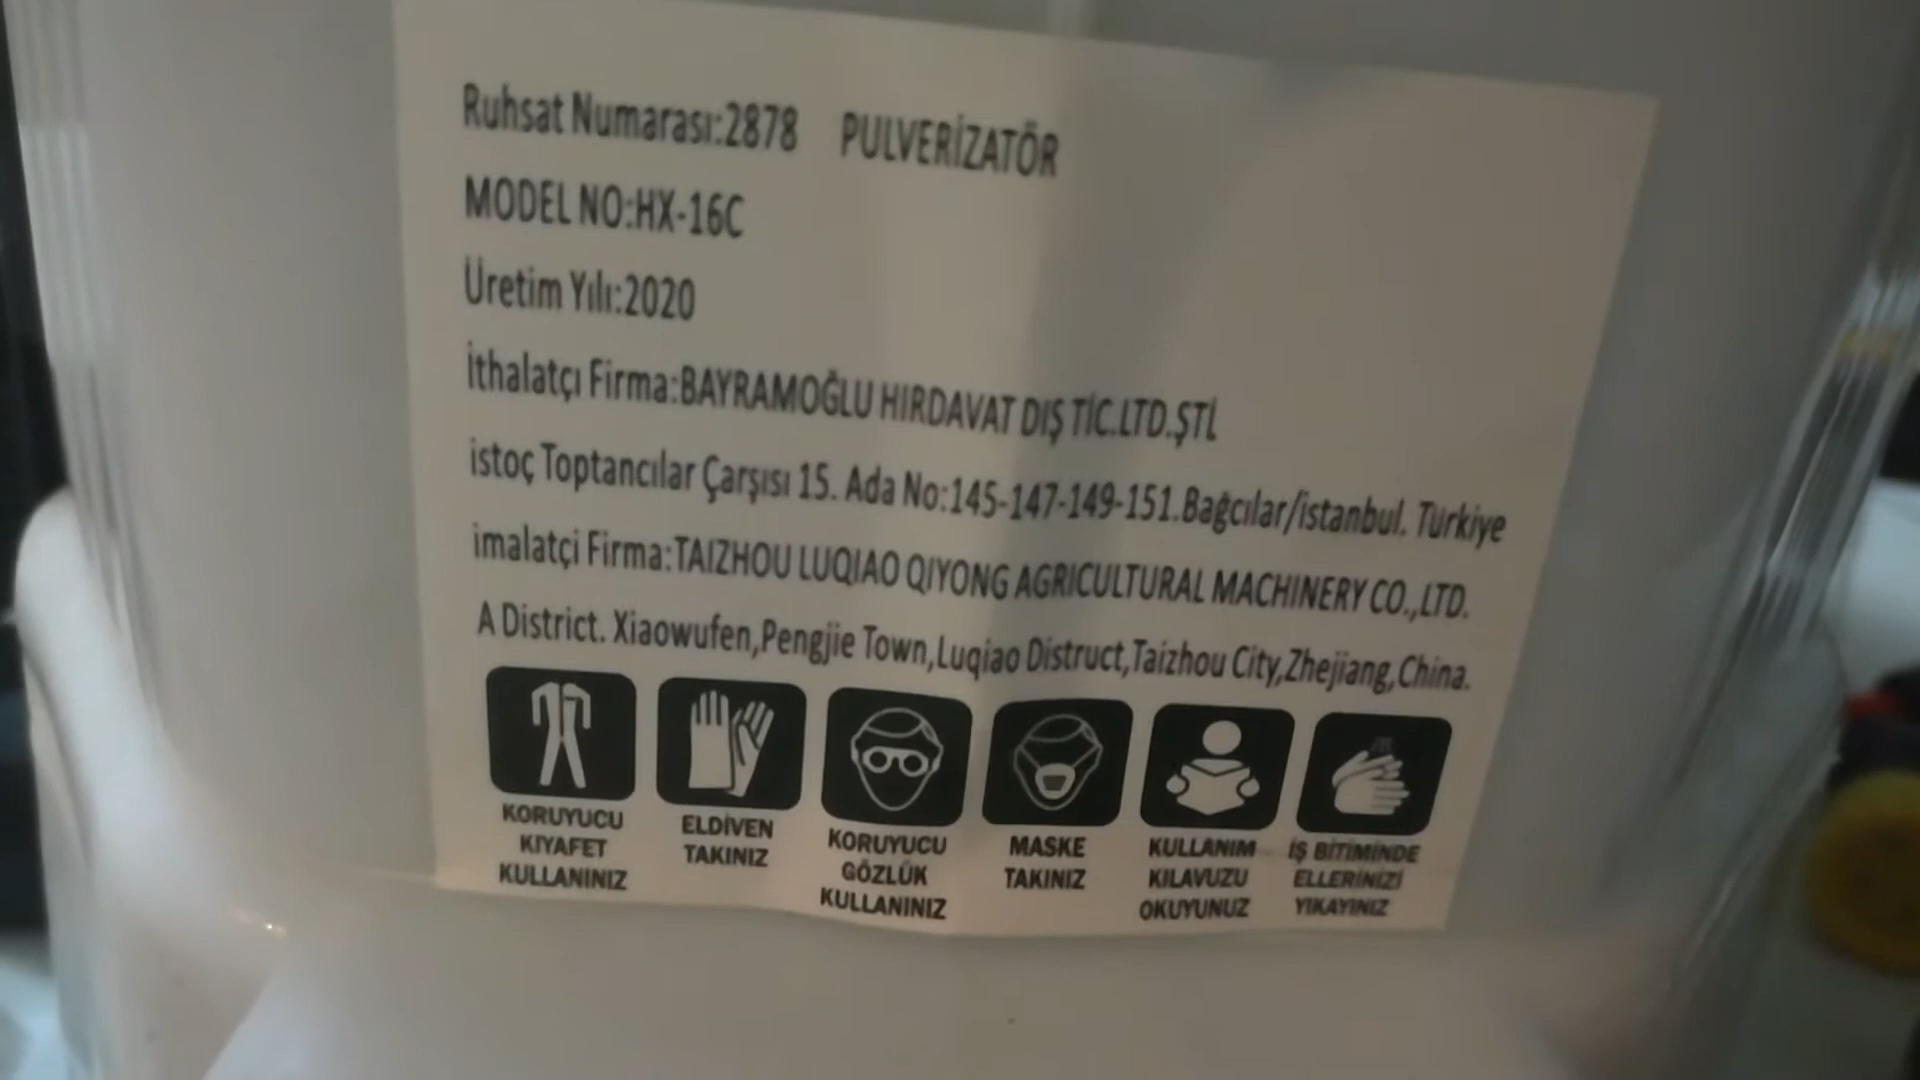 Ruhsat Numarası:2878 PULVERİZATÖR
MODEL NO:HX-16C
Üretim Yılı:2020
İthalatçı Firma:BAYRAMOĞLU HIRDAVAT DIŞ TİC.LTD.ŞTİ
istoç Toptancılar Çarşısı 15. Ada No:145-147-149-151.Bağcılar/istanbul. Türkiye
imalatçi Firma:TAIZHOU LUQIAO QIYONG AGRICULTURAL MACHINERY CO.,LTD.
A District. Xiaowufen,Pengjie Town,Luqiao Distruct,Taizhou City,Zhejiang,China.
KORUYUCU
KIYAFET
KULLANINIZ
ELDİVEN
TAKINIZ
KORUYUCU
GÖZLÜK
KULLANINIZ
MASKE
TAKINIZ
KULLANIM
KILAVUZU
OKUYUNUZ
İŞ BİTİMİNDE
ELLERİNİZİ
YIKAYINIZ